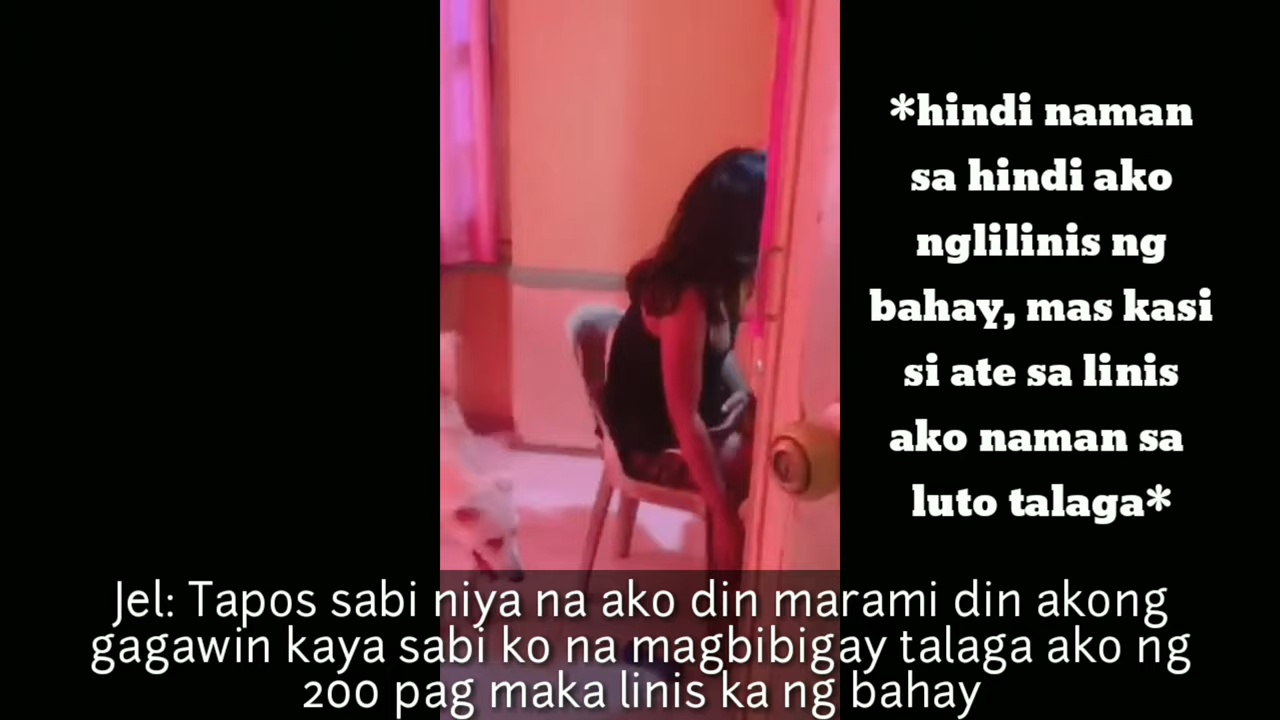 *hindi naman
sa hindi ako
nglilinis ng
bahay, mas kasi
si ate sa linis
ako naman sa
luto talaga*
Jel: Tapos sabi niya na ako din marami din akong
gagawin kaya sabi ko na magbibigay talaga ako ng
200 pag maka linis ka ng bahay